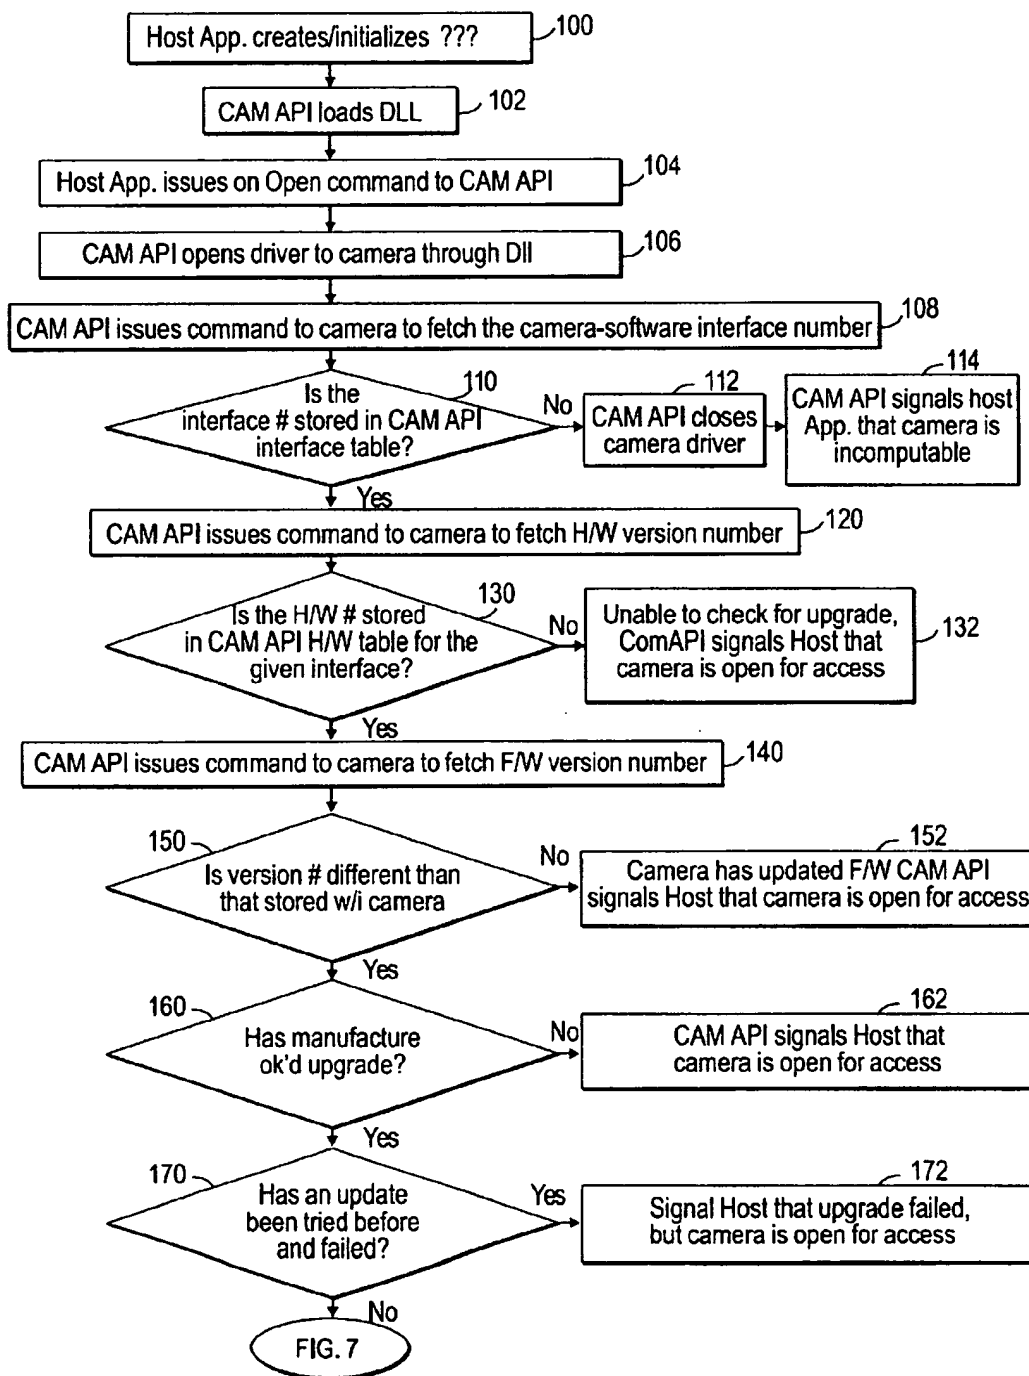 Host App. creates/initializes ???
100
CAM API loads DLL
102
Host App. issues on Open command to CAM API
104
CAM API opens driver to camera through Dll
106
CAM API issues command to camera to fetch the camera-software interface number
108
110
Is the
interface # stored in CAM API
interface table?
No
112
CAM API closes
camera driver
114
CAM API signals host
App. that camera is
incomputable
Yes
CAM API issues command to camera to fetch H/W version number
120
130
Is the H/W # stored
in CAM API H/W table for the
given interface?
No
Unable to check for upgrade,
ComAPI signals Host that
camera is open for access
132
Yes
CAM API issues command to camera to fetch F/W version number
140
150
Is version # different than
that stored w/i camera
No
152
Camera has updated F/W CAM API
signals Host that camera is open for access
Yes
160
Has manufacture
ok'd upgrade?
No
162
CAM API signals Host that
camera is open for access
Yes
170
Has an update
been tried before
and failed?
Yes
172
Signal Host that upgrade failed,
but camera is open for access
No
FIG. 7